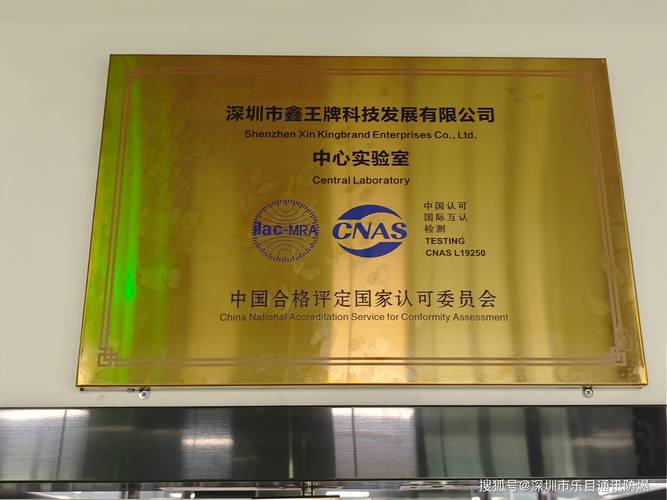 深圳市鑫王牌科技发展有限公司
Shenzhen Xin Kingbrand Enterprises Co., Ltd.
中心实验室
Central Laboratory
ilac-MRA
CNAS
中国认可
国际互认
检测
TESTING
CNAS L19250
中国合格评定国家认可委员会
China National Accreditation Service for Conformity Assessment
搜狐号@深圳市东目通讯防爆